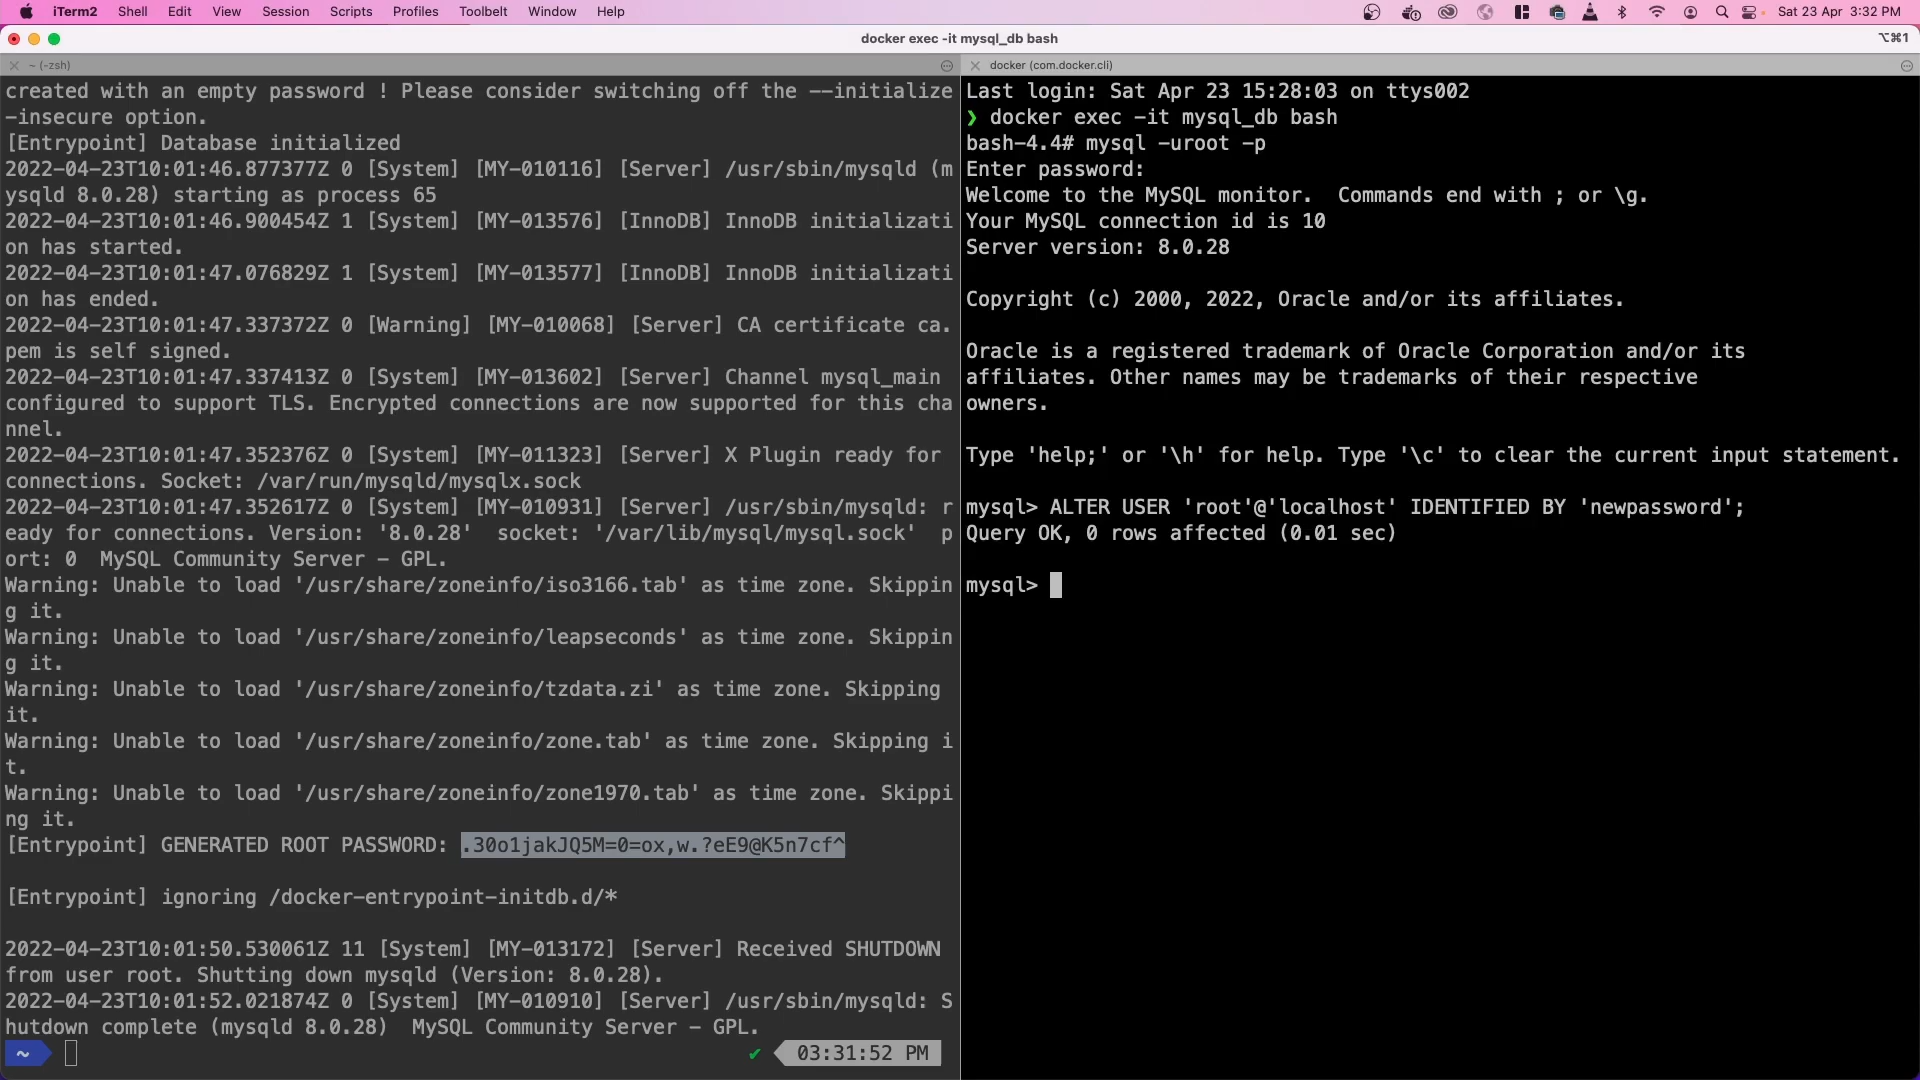 iTerm2 Shell Edit View Session Scripts Profiles Toolbelt Window Help Sat 23 Apr 3:32 PM
docker exec -it mysql_db bash ⌥⌘1
~ (-zsh)
created with an empty password ! Please consider switching off the --initialize
-insecure option.
[Entrypoint] Database initialized
2022-04-23T10:01:46.877377Z 0 [System] [MY-010116] [Server] /usr/sbin/mysqld (m
ysqld 8.0.28) starting as process 65
2022-04-23T10:01:46.900454Z 1 [System] [MY-013576] [InnoDB] InnoDB initializati
on has started.
2022-04-23T10:01:47.076829Z 1 [System] [MY-013577] [InnoDB] InnoDB initializati
on has ended.
2022-04-23T10:01:47.337372Z 0 [Warning] [MY-010068] [Server] CA certificate ca.
pem is self signed.
2022-04-23T10:01:47.337413Z 0 [System] [MY-013602] [Server] Channel mysql_main
configured to support TLS. Encrypted connections are now supported for this cha
nnel.
2022-04-23T10:01:47.352376Z 0 [System] [MY-011323] [Server] X Plugin ready for
connections. Socket: /var/run/mysqld/mysqlx.sock
2022-04-23T10:01:47.352617Z 0 [System] [MY-010931] [Server] /usr/sbin/mysqld: r
eady for connections. Version: '8.0.28'  socket: '/var/lib/mysql/mysql.sock'  p
ort: 0  MySQL Community Server - GPL.
Warning: Unable to load '/usr/share/zoneinfo/iso3166.tab' as time zone. Skippin
g it.
Warning: Unable to load '/usr/share/zoneinfo/leapseconds' as time zone. Skippin
g it.
Warning: Unable to load '/usr/share/zoneinfo/tzdata.zi' as time zone. Skipping
it.
Warning: Unable to load '/usr/share/zoneinfo/zone.tab' as time zone. Skipping i
t.
Warning: Unable to load '/usr/share/zoneinfo/zone1970.tab' as time zone. Skippi
ng it.
[Entrypoint] GENERATED ROOT PASSWORD: .30o1jakJQ5M=0=ox,w.?eE9@K5n7cf^
[Entrypoint] ignoring /docker-entrypoint-initdb.d/*
2022-04-23T10:01:50.530061Z 11 [System] [MY-013172] [Server] Received SHUTDOWN
from user root. Shutting down mysqld (Version: 8.0.28).
2022-04-23T10:01:52.021874Z 0 [System] [MY-010910] [Server] /usr/sbin/mysqld: S
hutdown complete (mysqld 8.0.28)  MySQL Community Server - GPL.
~ ✔ 03:31:52 PM
docker (com.docker.cli)
Last login: Sat Apr 23 15:28:03 on ttys002
❯ docker exec -it mysql_db bash
bash-4.4# mysql -uroot -p
Enter password:
Welcome to the MySQL monitor.  Commands end with ; or \g.
Your MySQL connection id is 10
Server version: 8.0.28
Copyright (c) 2000, 2022, Oracle and/or its affiliates.
Oracle is a registered trademark of Oracle Corporation and/or its
affiliates. Other names may be trademarks of their respective
owners.
Type 'help;' or '\h' for help. Type '\c' to clear the current input statement.
mysql> ALTER USER 'root'@'localhost' IDENTIFIED BY 'newpassword';
Query OK, 0 rows affected (0.01 sec)
mysql>